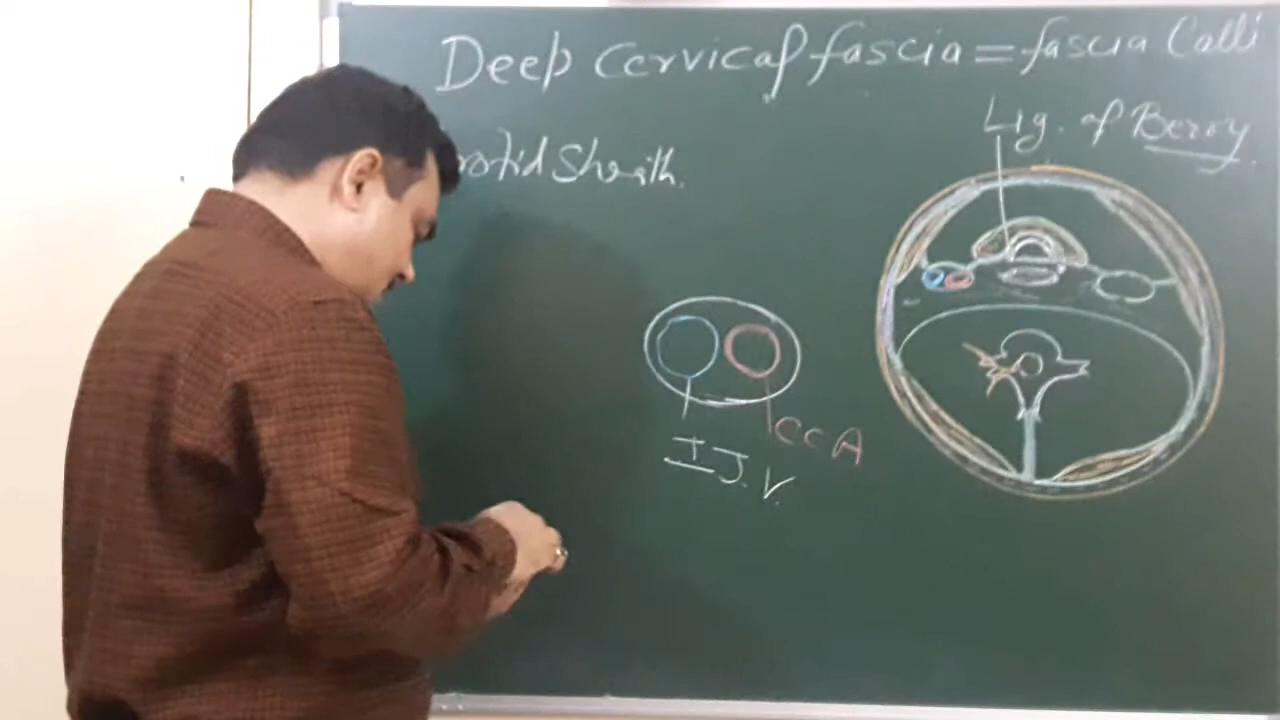 Deep Cervical fascia = fascia Colli
Lig. of Berry
rotid Sheath.
CCA
I J. V.